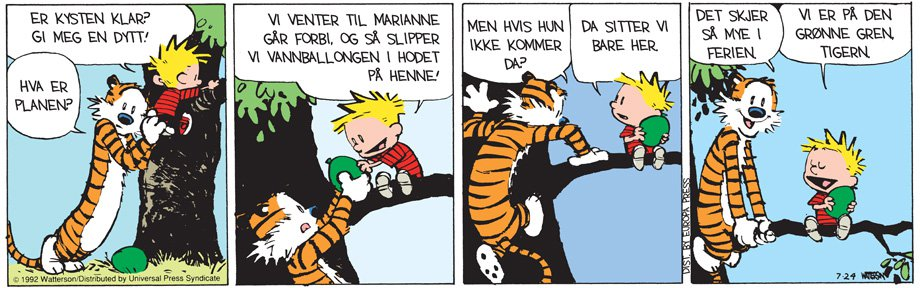 ER KYSTEN KLAR?
GI MEG EN DYTT!
HVA ER
PLANEN?
© 1992 Watterson/Distributed by Universal Press Syndicate
VI VENTER TIL MARIANNE
GÅR FORBI, OG SÅ SLIPPER
VI VANNBALLONGEN I HODET
PÅ HENNE!
MEN HVIS HUN
IKKE KOMMER
DA?
DA SITTER VI
BARE HER.
DIST. BY EUROPA PRESS
DET SKJER
SÅ MYE I
FERIEN.
VI ER PÅ DEN
GRØNNE GREN,
TIGERN.
7-24 WATTERSON